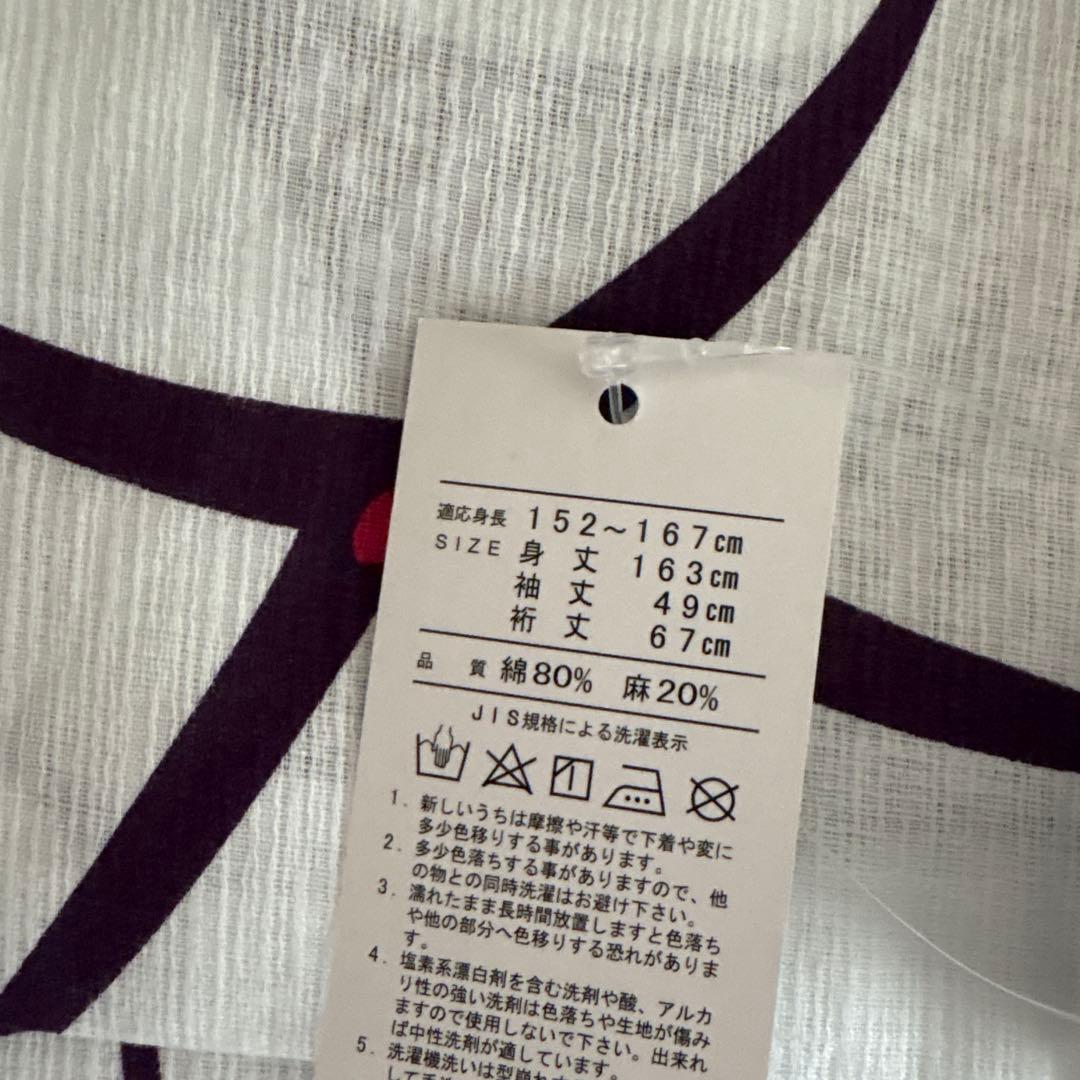 適応身長 152～167㎝
SIZE 身丈 163㎝
袖丈 49㎝
裄丈 67㎝
品質 綿80% 麻20%
JIS規格による洗濯表示
1. 新しいうちは摩擦や汗等で下着や変に
多少色移りする事があります。
2. 多少色落ちする事がありますので、他
の物との同時洗濯はお避け下さい。
3. 濡れたまま長時間放置しますと色落ち
や他の部分へ色移りする恐れがありま
す。
4. 塩素系漂白剤を含む洗剤や酸、アルカ
リ性の強い洗剤は色落ちや生地が傷み
ますので使用しないで下さい。出来れ
ば中性洗剤が適しています。
5. 洗濯機洗いは型崩れ
して手洗